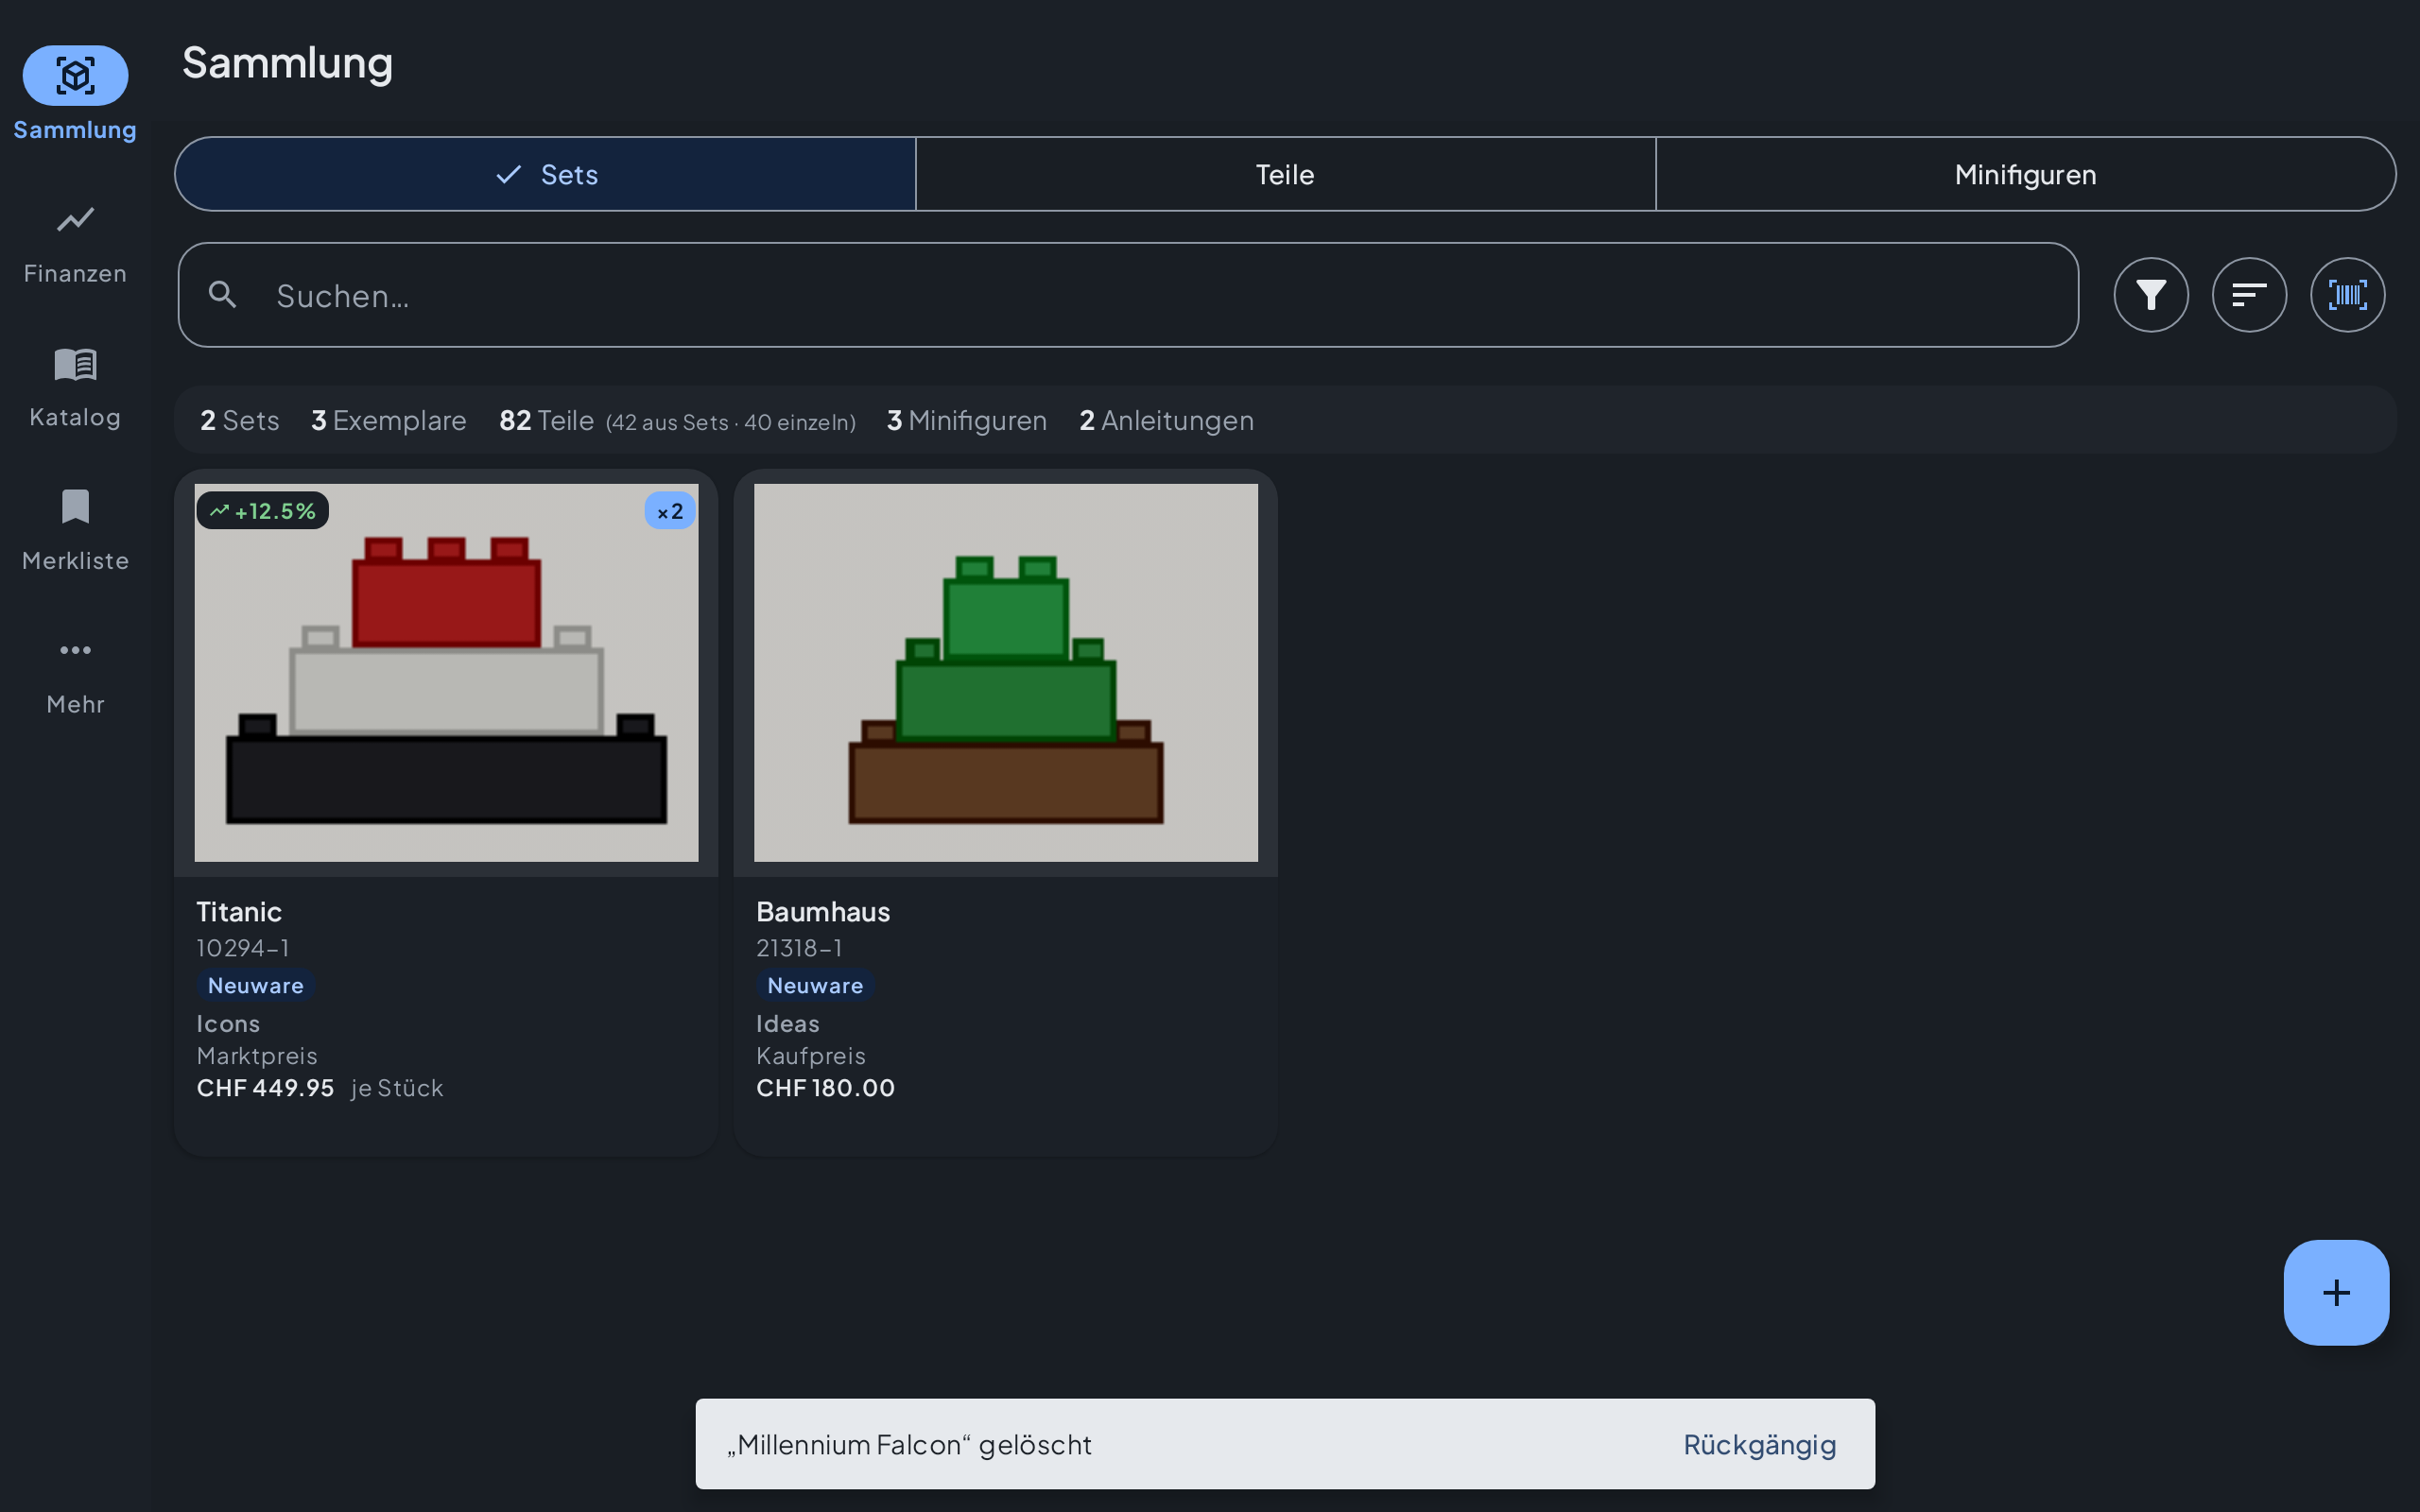 Sammlung
Sammlung
Finanzen
Katalog
Merkliste
Mehr
Sets
Teile
Minifiguren
Suchen…
2 Sets 3 Exemplare 82 Teile (42 aus Sets · 40 einzeln) 3 Minifiguren 2 Anleitungen
+12.5%
×2
Titanic
10294-1
Neuware
Icons
Marktpreis
CHF 449.95 je Stück
Baumhaus
21318-1
Neuware
Ideas
Kaufpreis
CHF 180.00
„Millennium Falcon“ gelöscht
Rückgängig